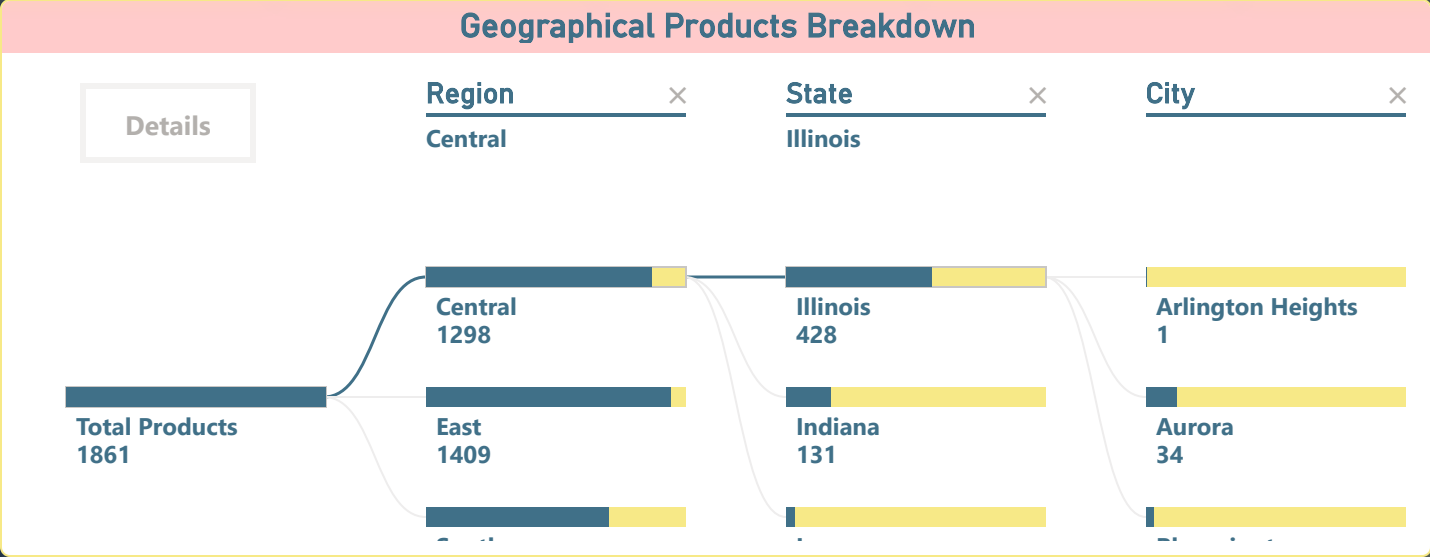 Geographical Products Breakdown
Details
Region
Central
State
Illinois
City
Total Products
1861
Central
1298
East
1409
Illinois
428
Indiana
131
Arlington Heights
1
Aurora
34